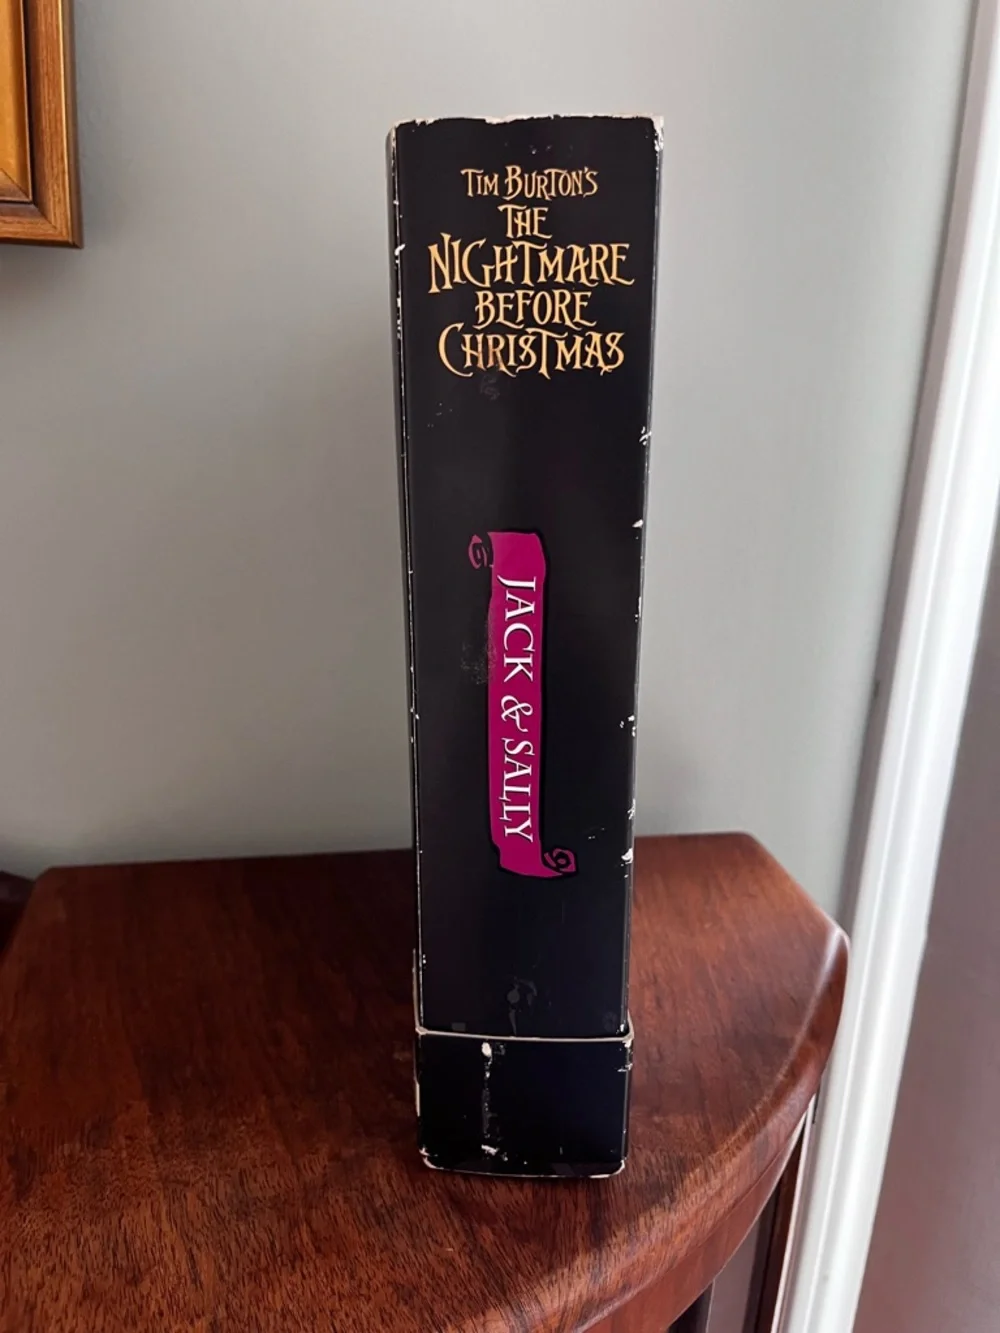 TIM BURTON'S
THE
NIGHTMARE
BEFORE
CHRISTMAS
JACK & SALLY